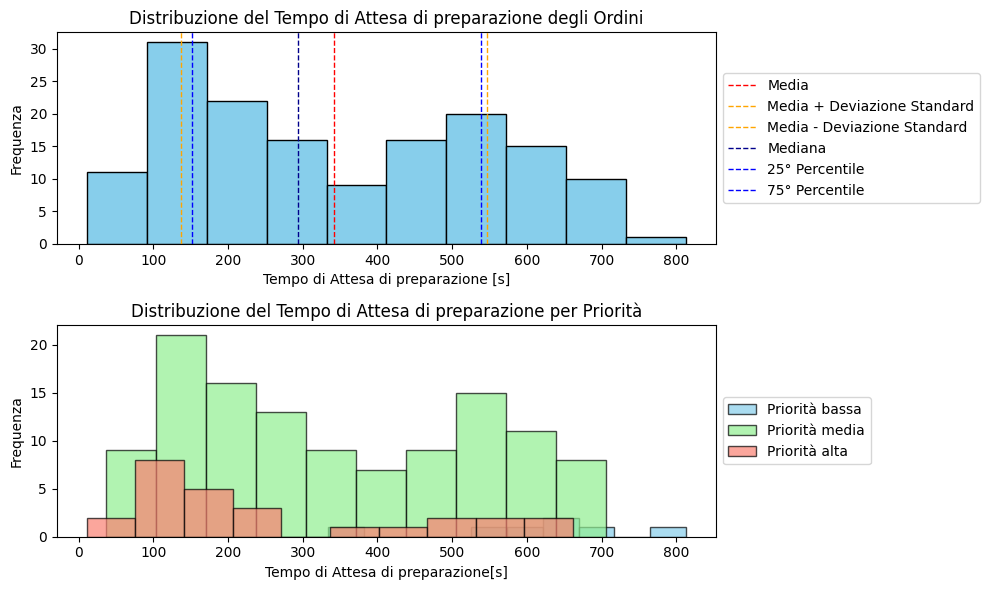 Distribuzione del Tempo di Attesa di preparazione degli Ordini
Frequenza
30
25
20
15
10
5
0
0 100 200 300 400 500 600 700 800
Tempo di Attesa di preparazione [s]
Media
Media + Deviazione Standard
Media - Deviazione Standard
Mediana
25° Percentile
75° Percentile
Distribuzione del Tempo di Attesa di preparazione per Priorità
Frequenza
20
15
10
5
0
0 100 200 300 400 500 600 700 800
Tempo di Attesa di preparazione[s]
Priorità bassa
Priorità media
Priorità alta